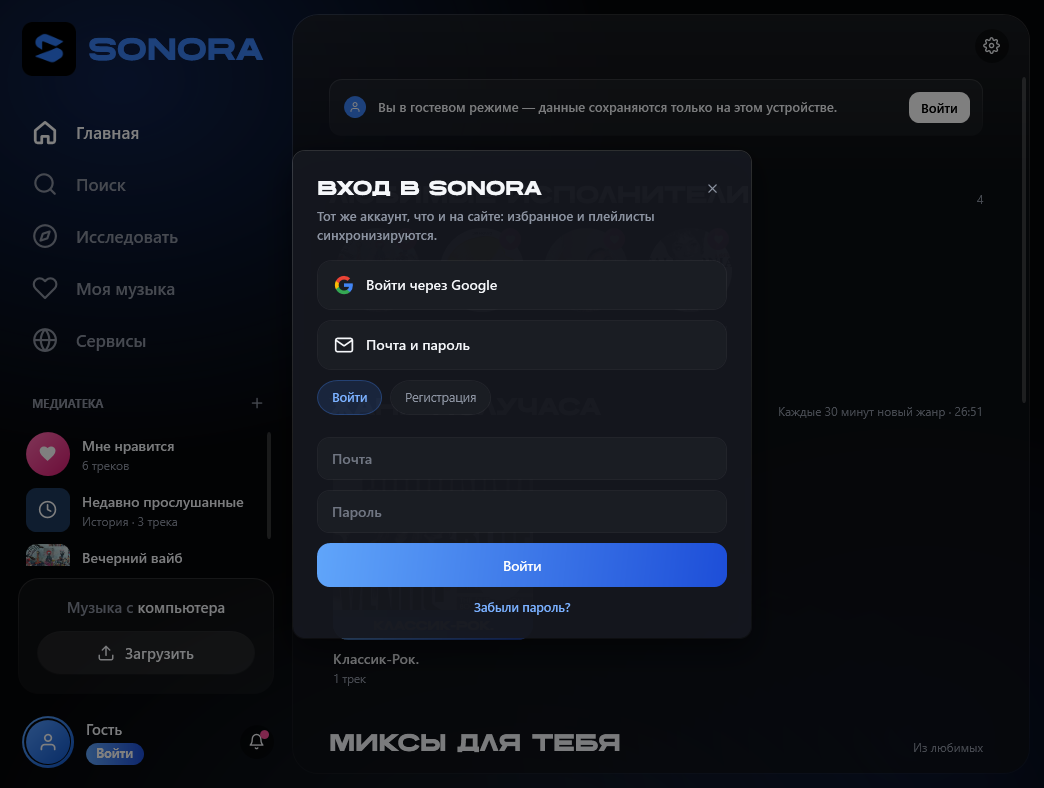 SONORA
Главная
Поиск
Исследовать
Моя музыка
Сервисы
МЕДИАТЕКА
Мне нравится
6 треков
Недавно прослушанные
История · 3 трека
Вечерний вайб
Музыка с компьютера
Загрузить
Гость
Войти
Вы в гостевом режиме — данные сохраняются только на этом устройстве.
Войти
ИСПОЛНИТЕЛИ
4
ВХОД В SONORA
Тот же аккаунт, что и на сайте: избранное и плейлисты
синхронизируются.
Войти через Google
Почта и пароль
Войти
Регистрация
Каждые 30 минут новый жанр · 26:51
Почта
Пароль
Войти
Забыли пароль?
Классик-Рок.
1 трек
МИКСЫ ДЛЯ ТЕБЯ
Из любимых